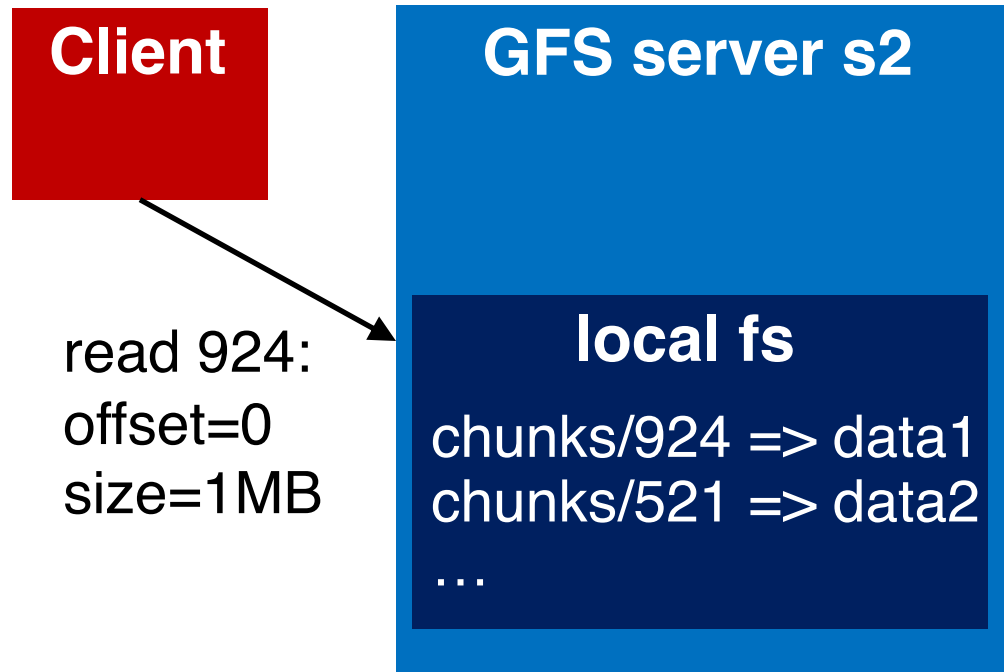 Client
GFS server s2
read 924:
offset=0
size=1MB
local fs
chunks/924 => data1
chunks/521 => data2
…